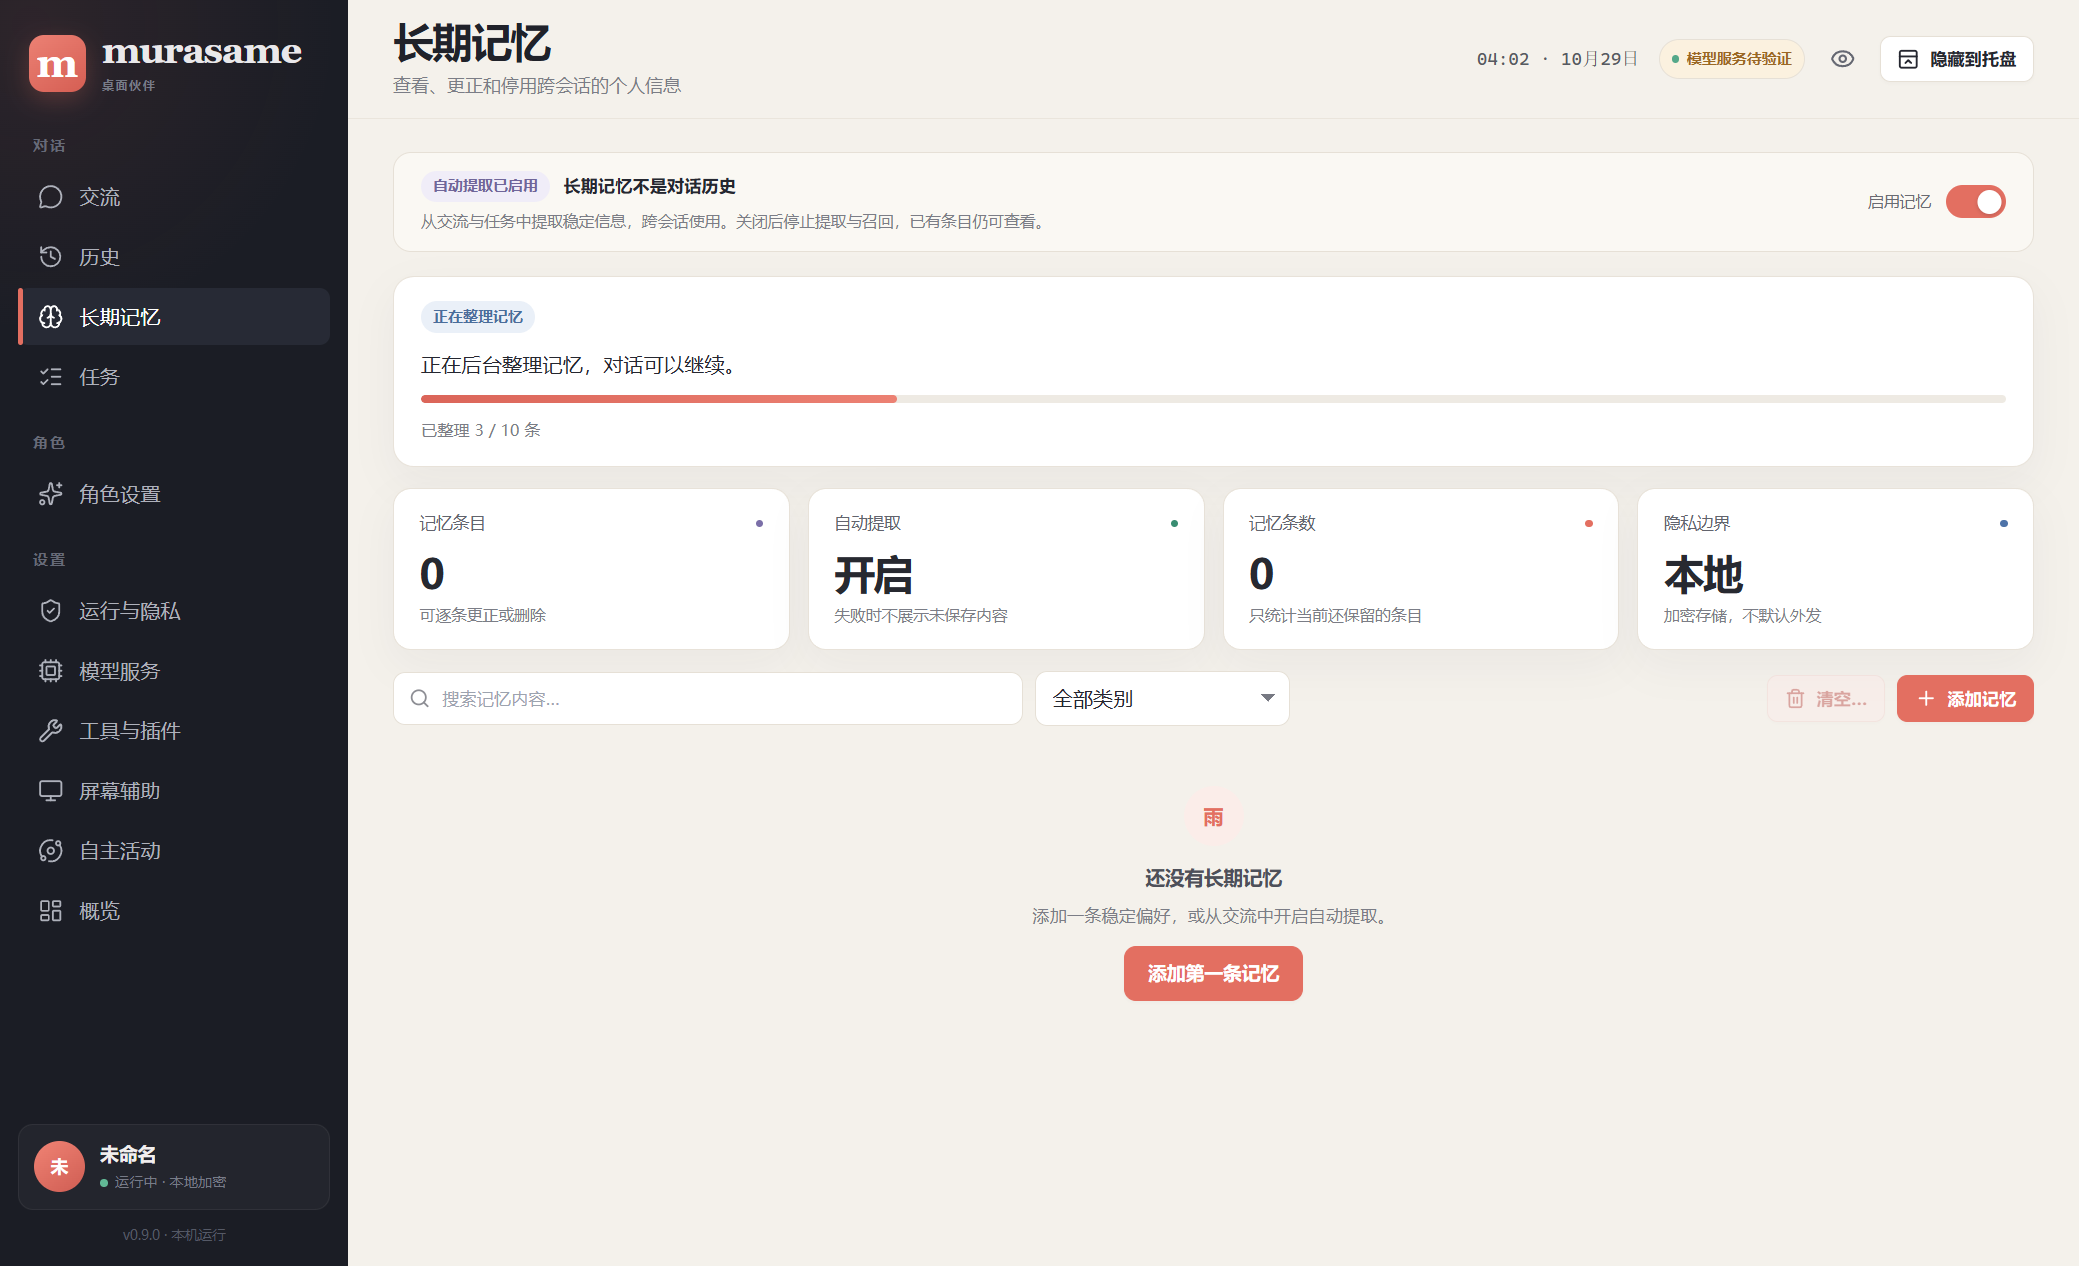 m
murasame
桌面伙伴
对话
交流
历史
长期记忆
任务
角色
角色设置
设置
运行与隐私
模型服务
工具与插件
屏幕辅助
自主活动
概览
未
未命名
运行中 · 本地加密
v0.9.0 · 本机运行
长期记忆
查看、更正和停用跨会话的个人信息
04:02 · 10月29日
模型服务待验证
隐藏到托盘
自动提取已启用
长期记忆不是对话历史
从交流与任务中提取稳定信息，跨会话使用。关闭后停止提取与召回，已有条目仍可查看。
启用记忆
正在整理记忆
正在后台整理记忆，对话可以继续。
已整理 3 / 10 条
记忆条目
0
可逐条更正或删除
自动提取
开启
失败时不展示未保存内容
记忆条数
0
只统计当前还保留的条目
隐私边界
本地
加密存储，不默认外发
搜索记忆内容...
全部类别
清空...
添加记忆
雨
还没有长期记忆
添加一条稳定偏好，或从交流中开启自动提取。
添加第一条记忆